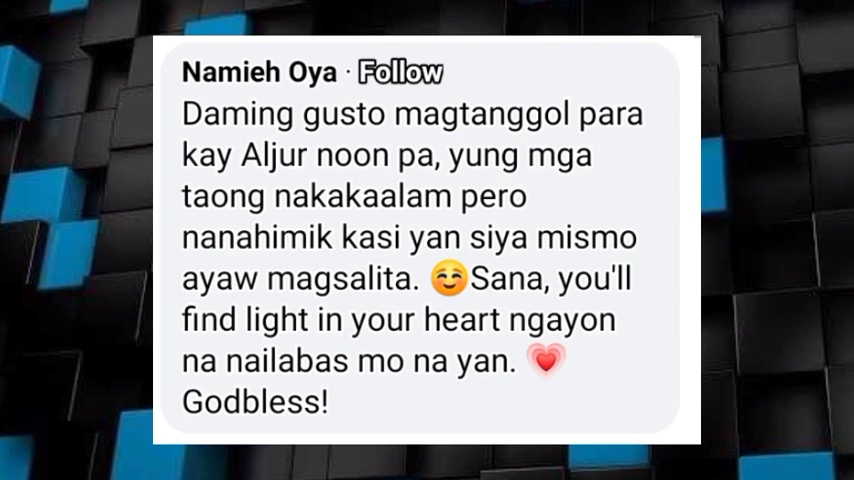 Namieh Oya · Follow
Daming gusto magtanggol para
kay Aljur noon pa, yung mga
taong nakakaalam pero
nanahimik kasi yan siya mismo
ayaw magsalita. ☺️Sana, you'll
find light in your heart ngayon
na nailabas mo na yan. 💗
Godbless!